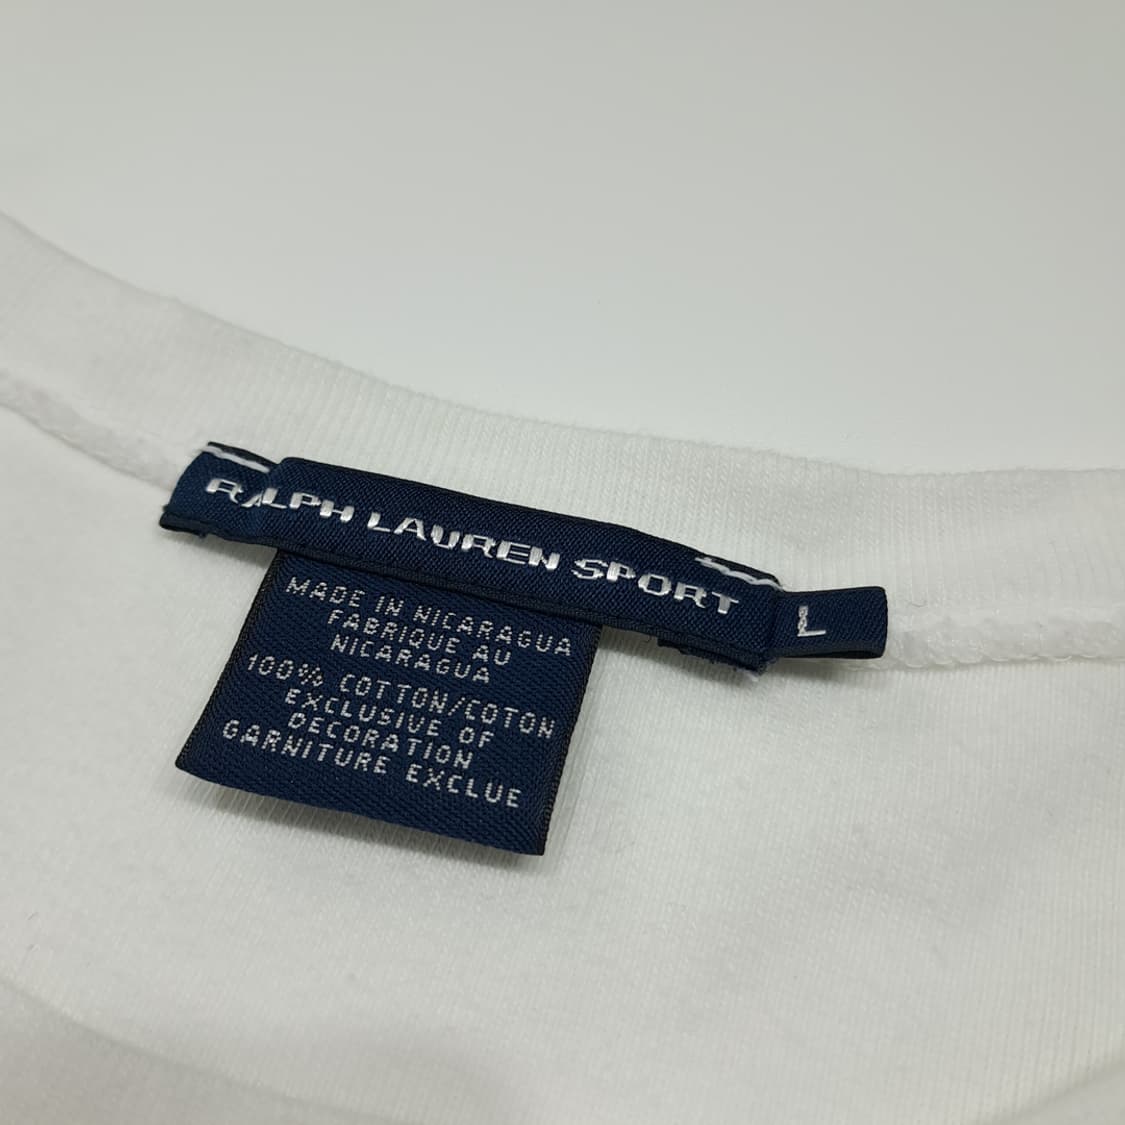 RALPH LAUREN SPORT
L
MADE IN NICARAGUA
FABRIQUE AU
NICARAGUA
100% COTTON/COTON
EXCLUSIVE OF
DECORATION
GARNITURE EXCLUE